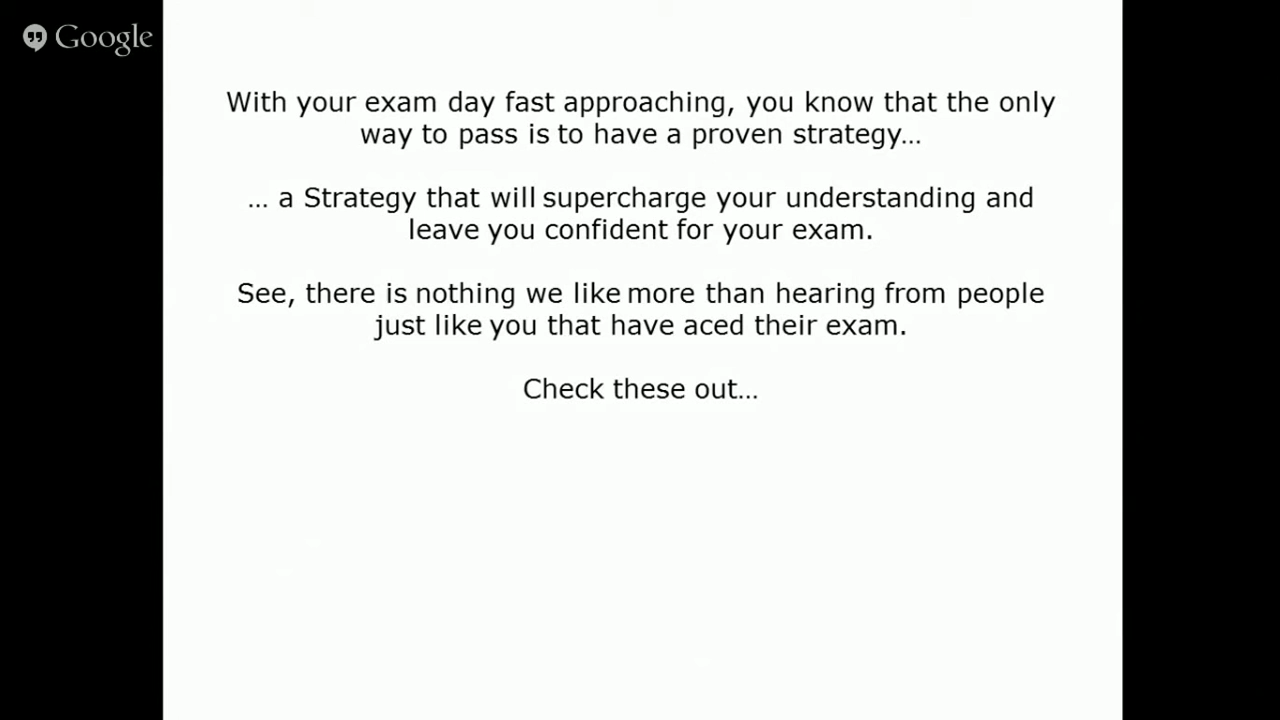 Google
With your exam day fast approaching, you know that the only
way to pass is to have a proven strategy…
… a Strategy that will supercharge your understanding and
leave you confident for your exam.
See, there is nothing we like more than hearing from people
just like you that have aced their exam.
Check these out…